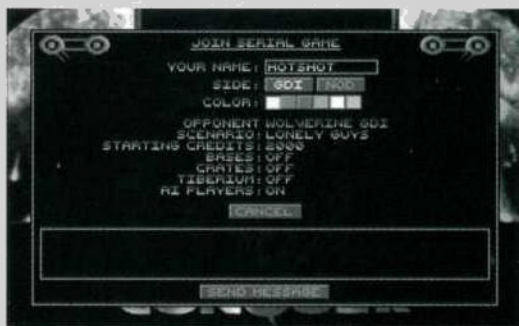 JOIN SERIAL GAME
YOUR NAME: HOTSHOT
SIDE: GDI NOD
COLOR:
OPPONENT WOLVERINE GDI
SCENARIO: LONELY GUYS
STARTING CREDITS: 2000
BASES: OFF
CRATES: OFF
TIBERIUM: OFF
AI PLAYERS: ON
CANCEL
SEND MESSAGE